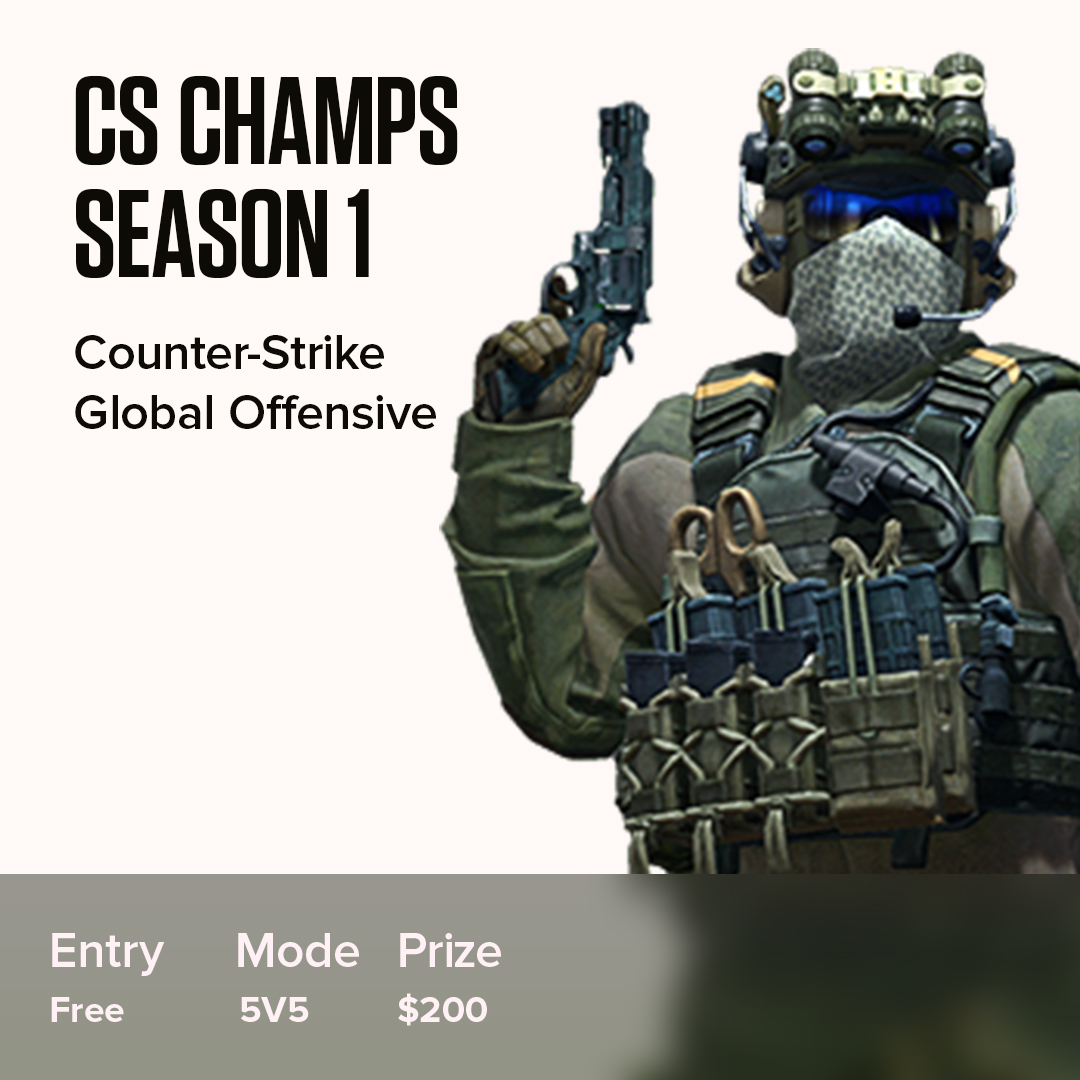 CS CHAMPS
SEASON 1
Counter-Strike
Global Offensive
Entry Mode Prize
Free 5V5 $200